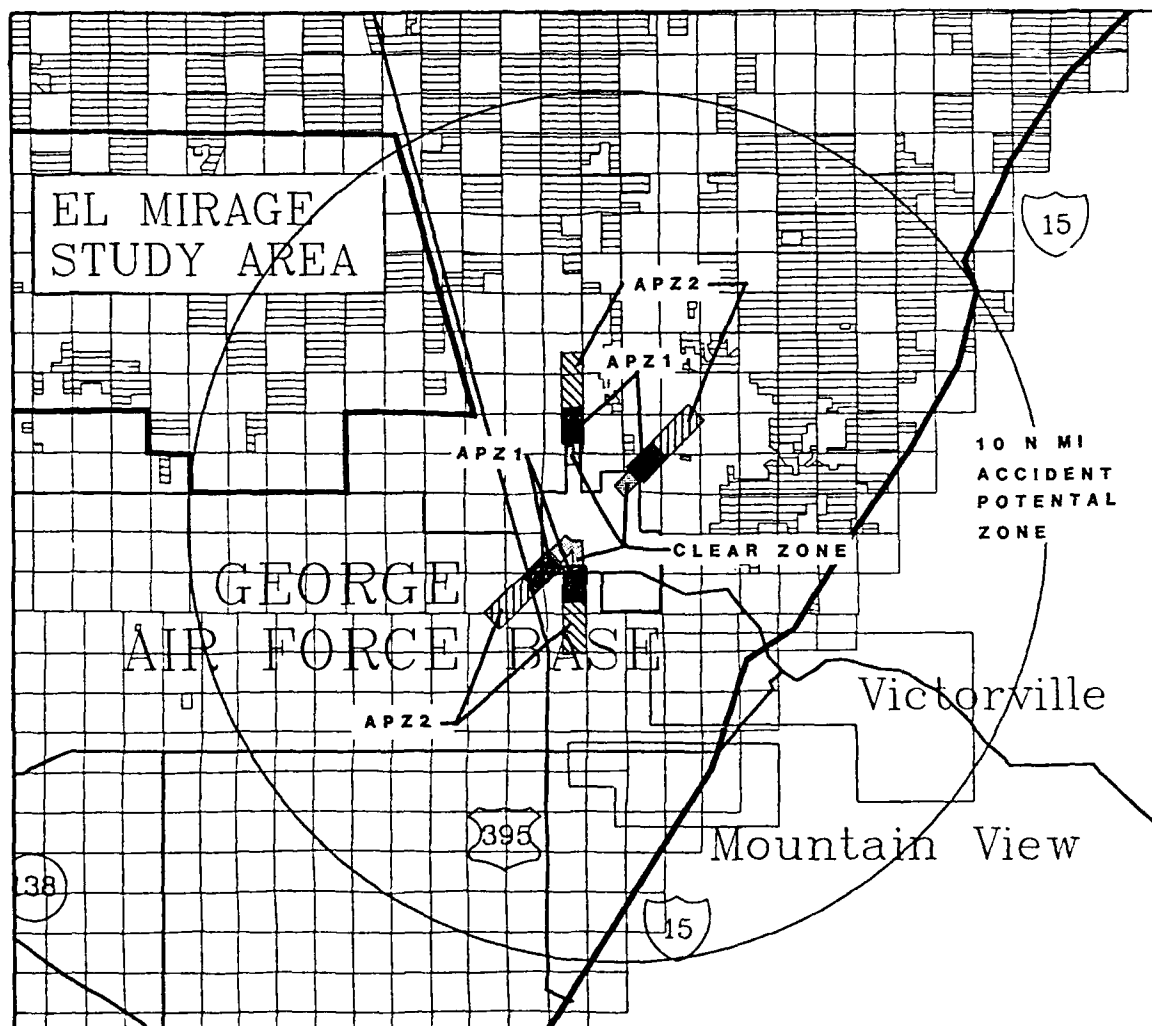 EL MIRAGE
STUDY AREA
15
APZ2
APZ1
10 N MI
ACCIDENT
POTENTAL
ZONE
APZ1
CLEAR ZONE
GEORGE
AIR FORCE BASE
Victorville
APZ2
395
Mountain View
138
15